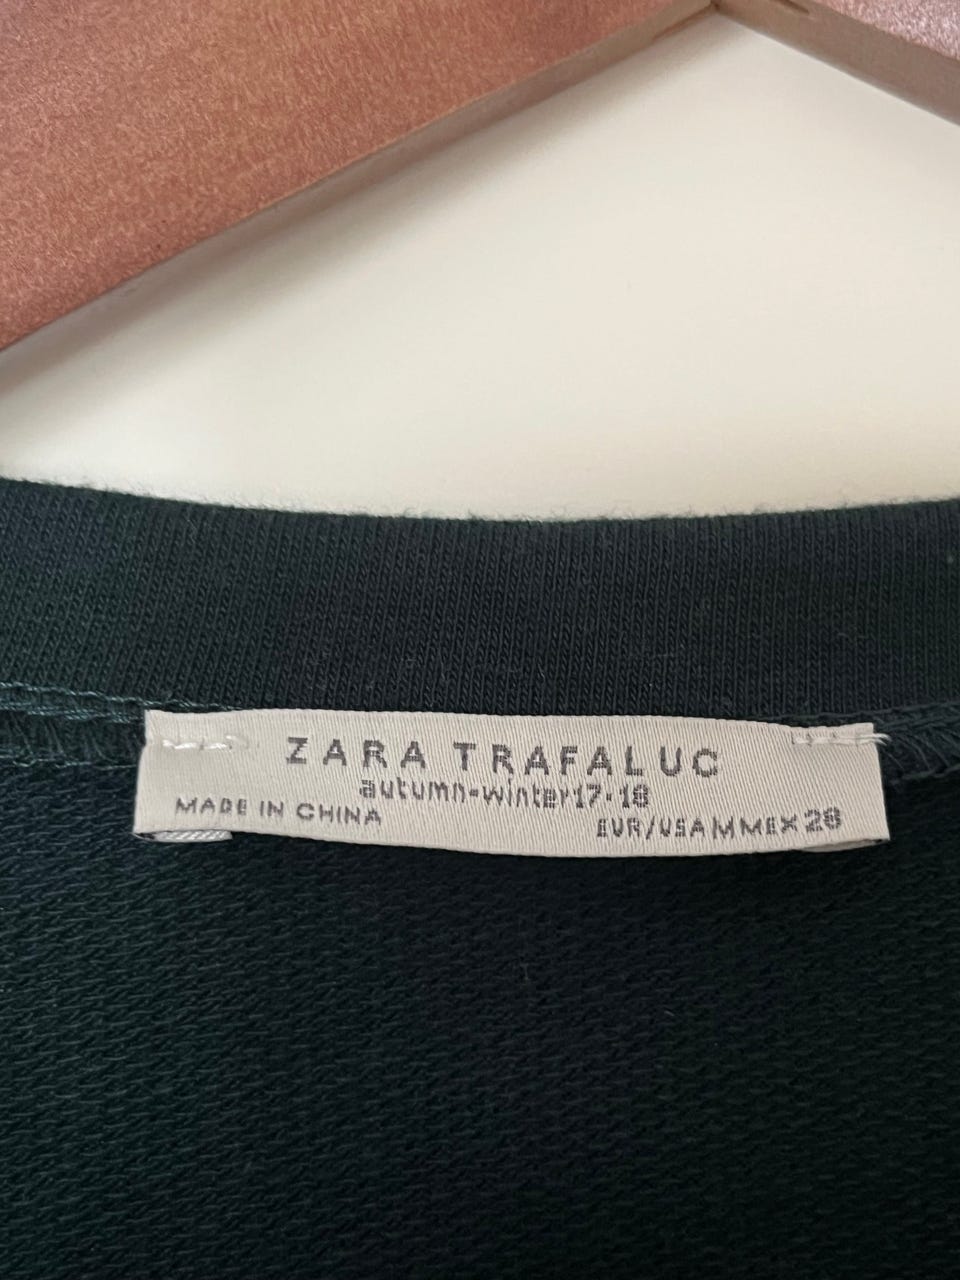 ZARA TRAFALUC
autumn-winter17-18
MADE IN CHINA
EUR/USA M MEX 28